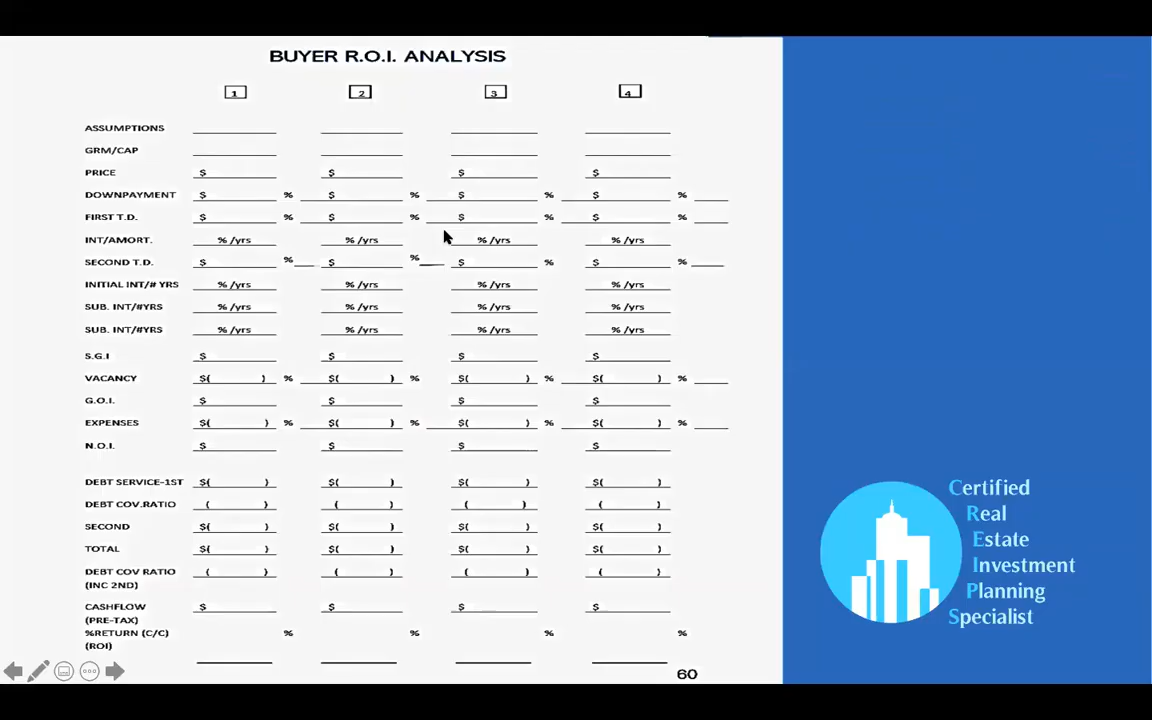 BUYER R.O.I. ANALYSIS
1 2 3 4
ASSUMPTIONS
GRM/CAP
PRICE $ $ $ $
DOWNPAYMENT $ % $ % $ % $ %
FIRST T.D. $ % $ % $ % $ %
INT/AMORT. % /yrs % /yrs % /yrs % /yrs
SECOND T.D. $ % $ % $ % $ %
INITIAL INT/# YRS % /yrs % /yrs % /yrs % /yrs
SUB. INT/#YRS % /yrs % /yrs % /yrs % /yrs
SUB. INT/#YRS % /yrs % /yrs % /yrs % /yrs
S.G.I $ $ $ $
VACANCY $( ) % $( ) % $( ) % $( ) %
G.O.I. $ $ $ $
EXPENSES $( ) % $( ) % $( ) % $( ) %
N.O.I. $ $ $ $
DEBT SERVICE-1ST $( ) $( ) $( ) $( )
DEBT COV.RATIO ( ) ( ) ( ) ( )
SECOND $( ) $( ) $( ) $( )
TOTAL $( ) $( ) $( ) $( )
DEBT COV RATIO ( ) ( ) ( ) ( )
(INC 2ND)
CASHFLOW $ $ $ $
(PRE-TAX)
%RETURN (C/C) % % % %
(ROI)
60
Certified
Real
Estate
Investment
Planning
Specialist